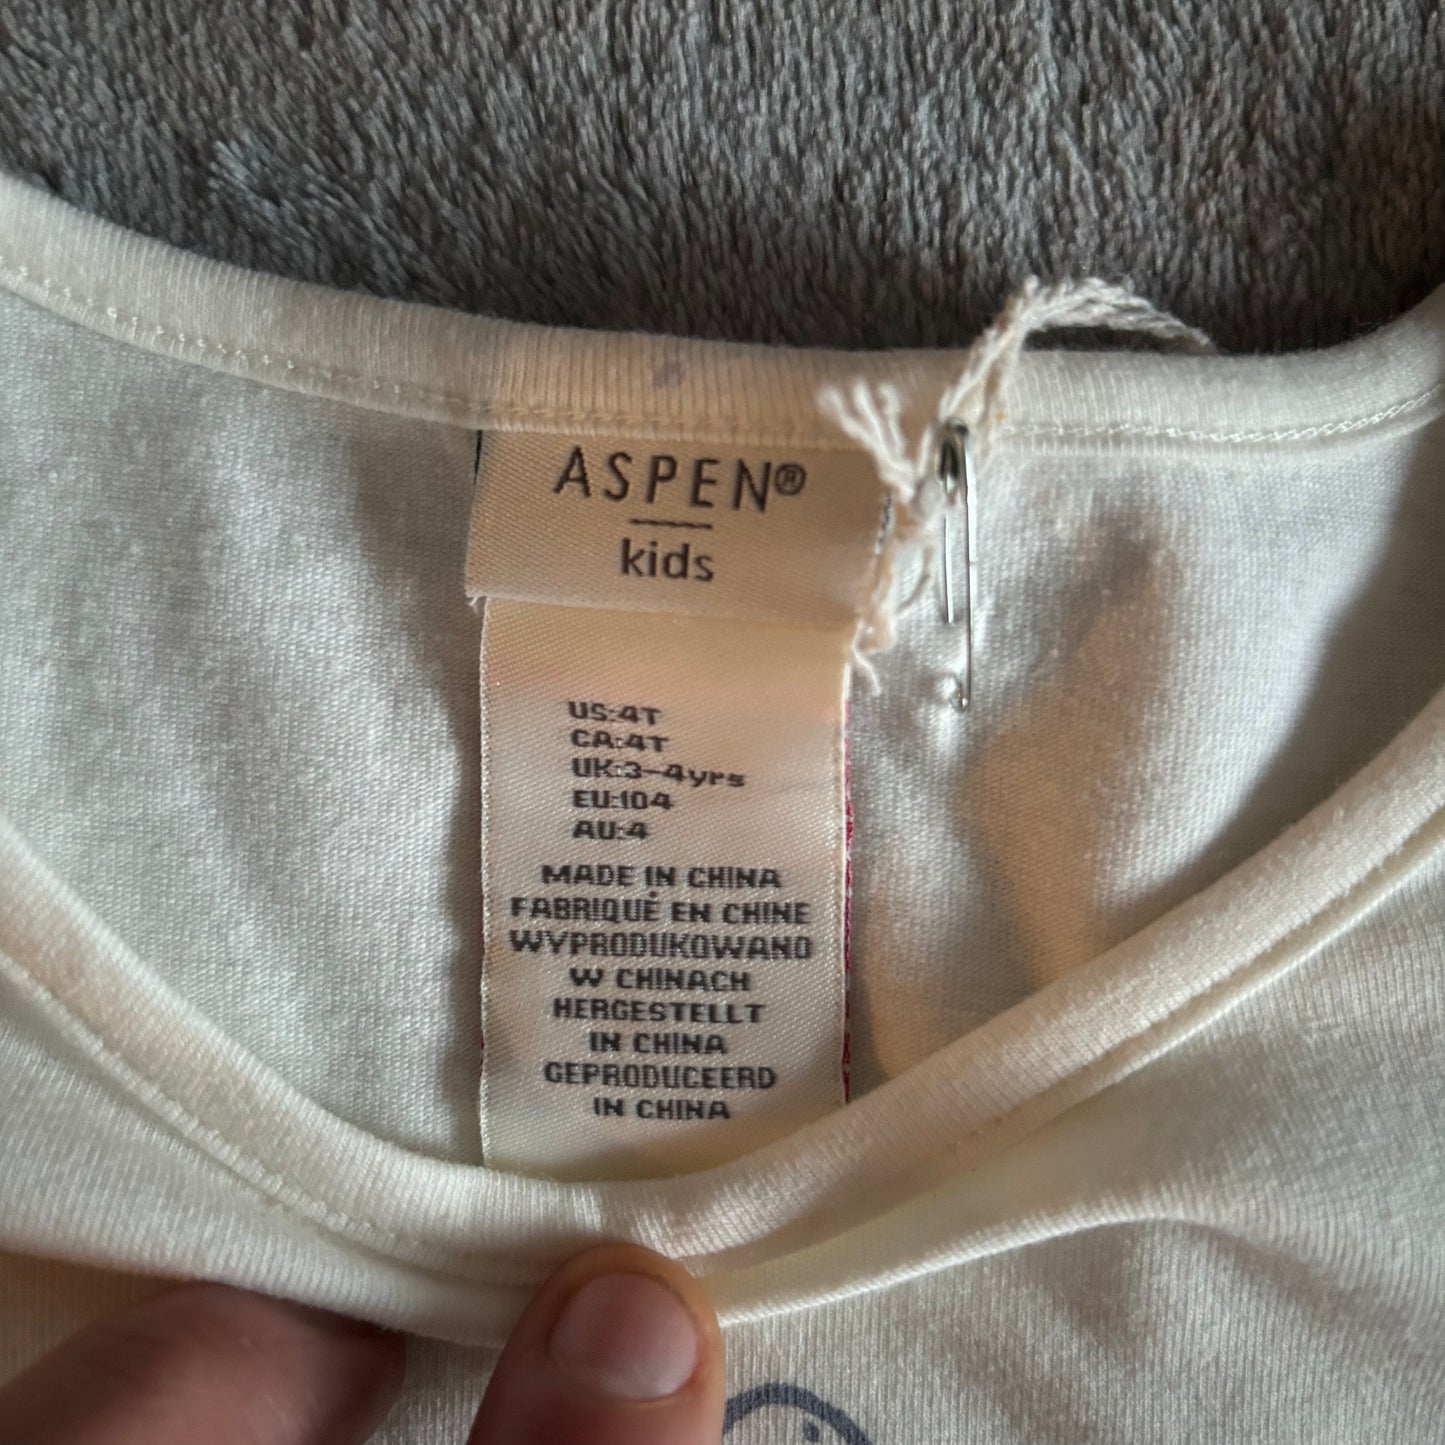 ASPEN®
kids
US:4T
CA:4T
UK:3-4yrs
EU:104
AU:4
MADE IN CHINA
FABRIQUÉ EN CHINE
WYPRODUKOWANO
W CHINACH
HERGESTELLT
IN CHINA
GEPRODUCEERD
IN CHINA